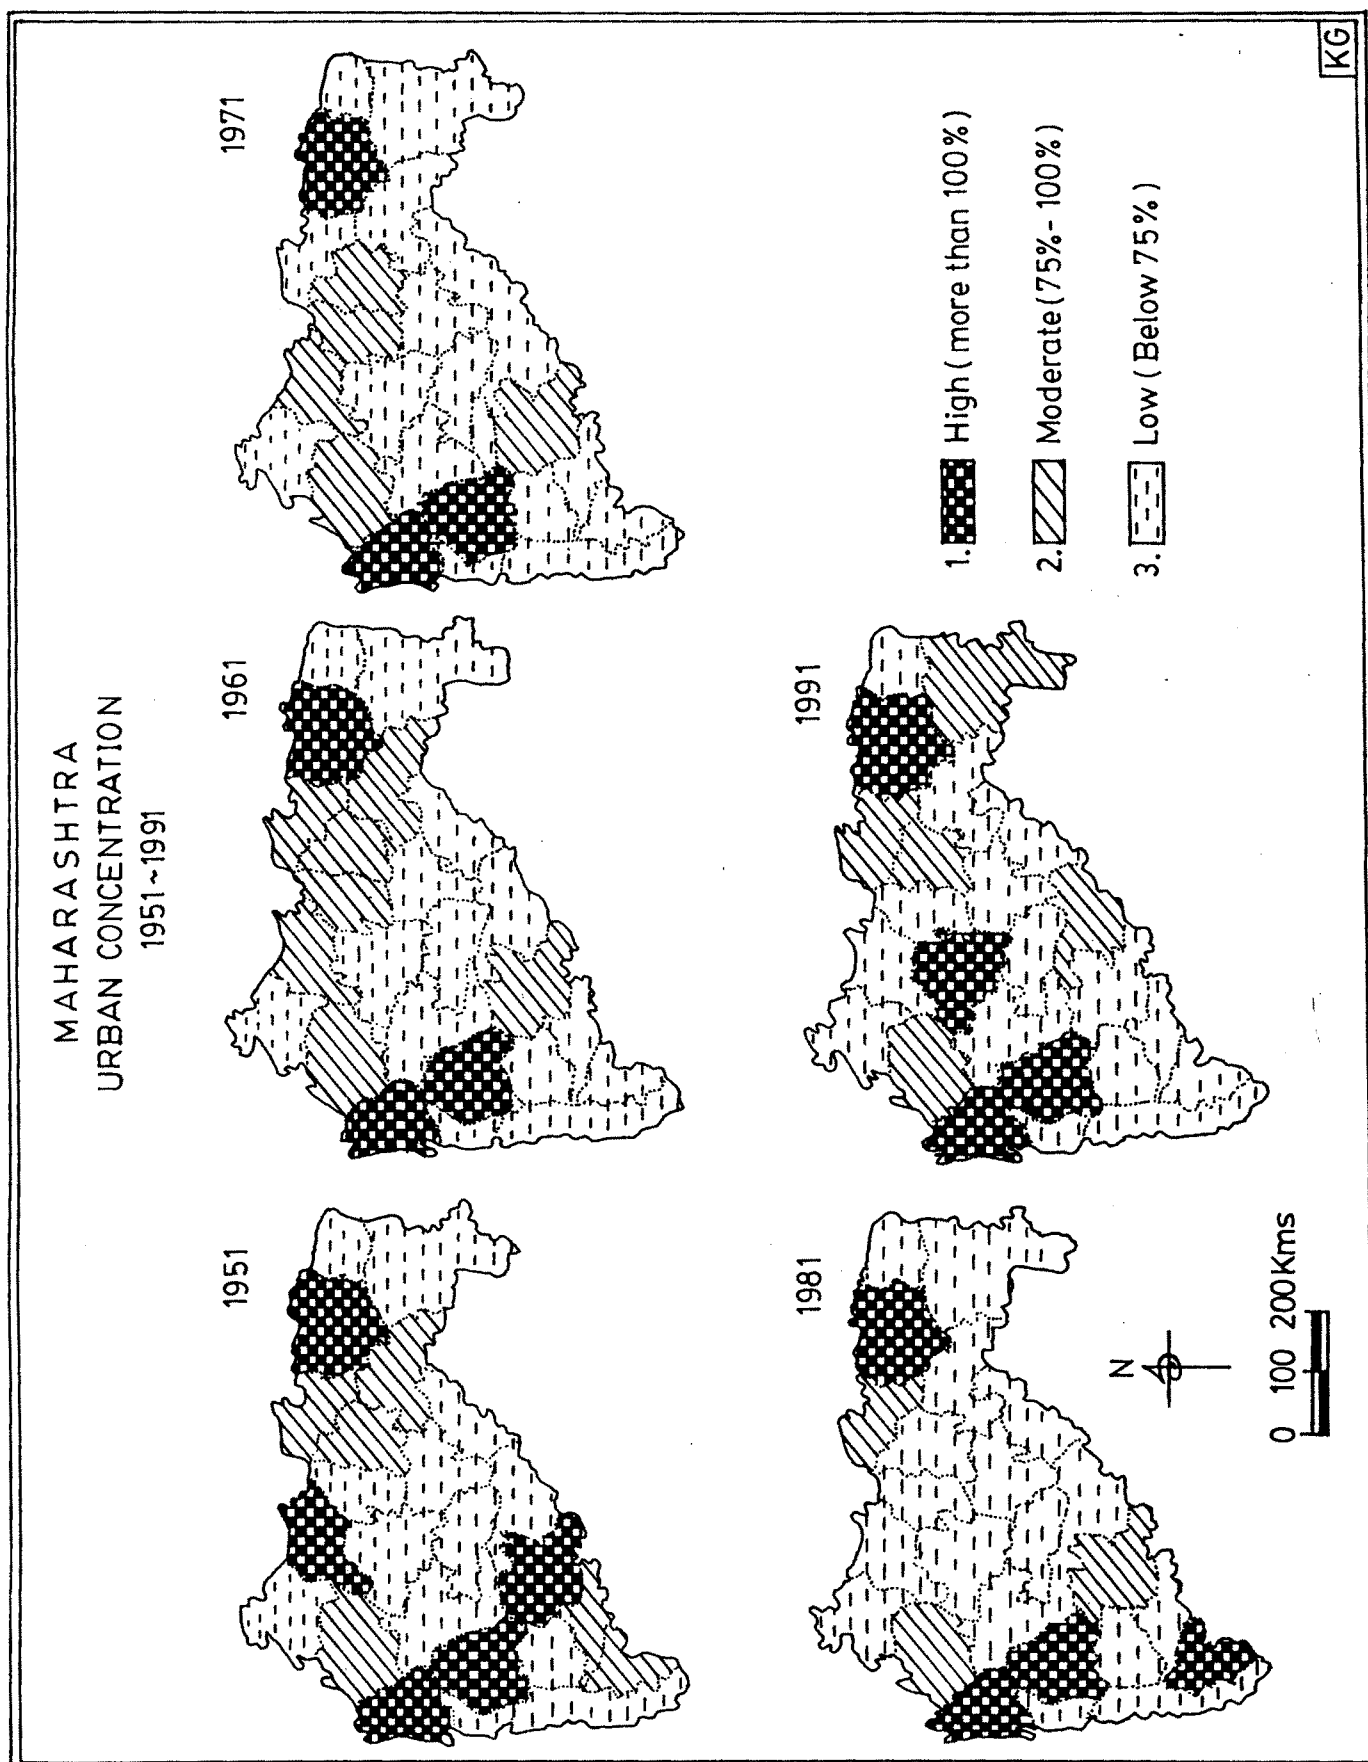 MAHARASHTRA
URBAN CONCENTRATION
1951~1991
1951
1961
1971
1981
1991
N
0 100 200Kms
1. High ( more than 100%)
2. Moderate (75%-100%)
3. Low ( Below 75%)
KG